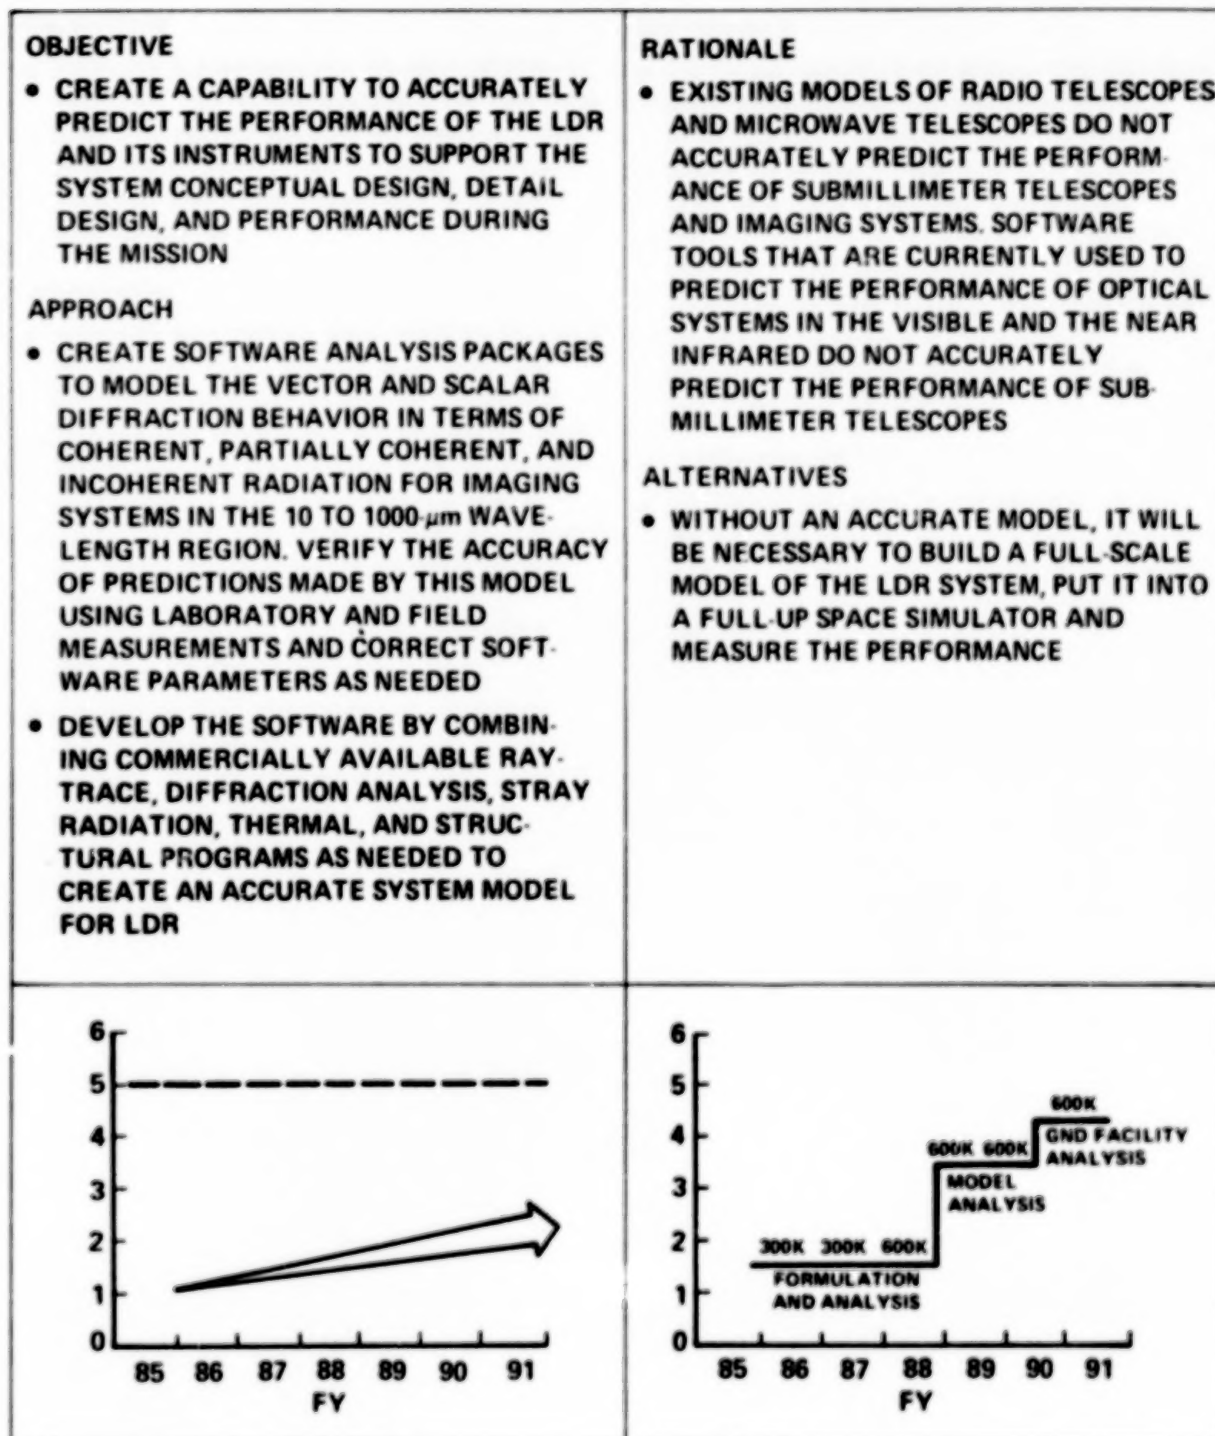 OBJECTIVE
• CREATE A CAPABILITY TO ACCURATELY
PREDICT THE PERFORMANCE OF THE LDR
AND ITS INSTRUMENTS TO SUPPORT THE
SYSTEM CONCEPTUAL DESIGN, DETAIL
DESIGN, AND PERFORMANCE DURING
THE MISSION
APPROACH
• CREATE SOFTWARE ANALYSIS PACKAGES
TO MODEL THE VECTOR AND SCALAR
DIFFRACTION BEHAVIOR IN TERMS OF
COHERENT, PARTIALLY COHERENT, AND
INCOHERENT RADIATION FOR IMAGING
SYSTEMS IN THE 10 TO 1000-μm WAVE-
LENGTH REGION. VERIFY THE ACCURACY
OF PREDICTIONS MADE BY THIS MODEL
USING LABORATORY AND FIELD
MEASUREMENTS AND CORRECT SOFT-
WARE PARAMETERS AS NEEDED
• DEVELOP THE SOFTWARE BY COMBIN-
ING COMMERCIALLY AVAILABLE RAY-
TRACE, DIFFRACTION ANALYSIS, STRAY
RADIATION, THERMAL, AND STRUC-
TURAL PROGRAMS AS NEEDED TO
CREATE AN ACCURATE SYSTEM MODEL
FOR LDR
RATIONALE
• EXISTING MODELS OF RADIO TELESCOPES
AND MICROWAVE TELESCOPES DO NOT
ACCURATELY PREDICT THE PERFORM-
ANCE OF SUBMILLIMETER TELESCOPES
AND IMAGING SYSTEMS. SOFTWARE
TOOLS THAT ARE CURRENTLY USED TO
PREDICT THE PERFORMANCE OF OPTICAL
SYSTEMS IN THE VISIBLE AND THE NEAR
INFRARED DO NOT ACCURATELY
PREDICT THE PERFORMANCE OF SUB-
MILLIMETER TELESCOPES
ALTERNATIVES
• WITHOUT AN ACCURATE MODEL, IT WILL
BE NECESSARY TO BUILD A FULL-SCALE
MODEL OF THE LDR SYSTEM, PUT IT INTO
A FULL-UP SPACE SIMULATOR AND
MEASURE THE PERFORMANCE
6
5
4
3
2
1
0
85 86 87 88 89 90 91
FY
6
5
4
3
2
1
0
600K
GND FACILITY
ANALYSIS
600K 600K
MODEL
ANALYSIS
300K 300K 600K
FORMULATION
AND ANALYSIS
85 86 87 88 90 91
FY